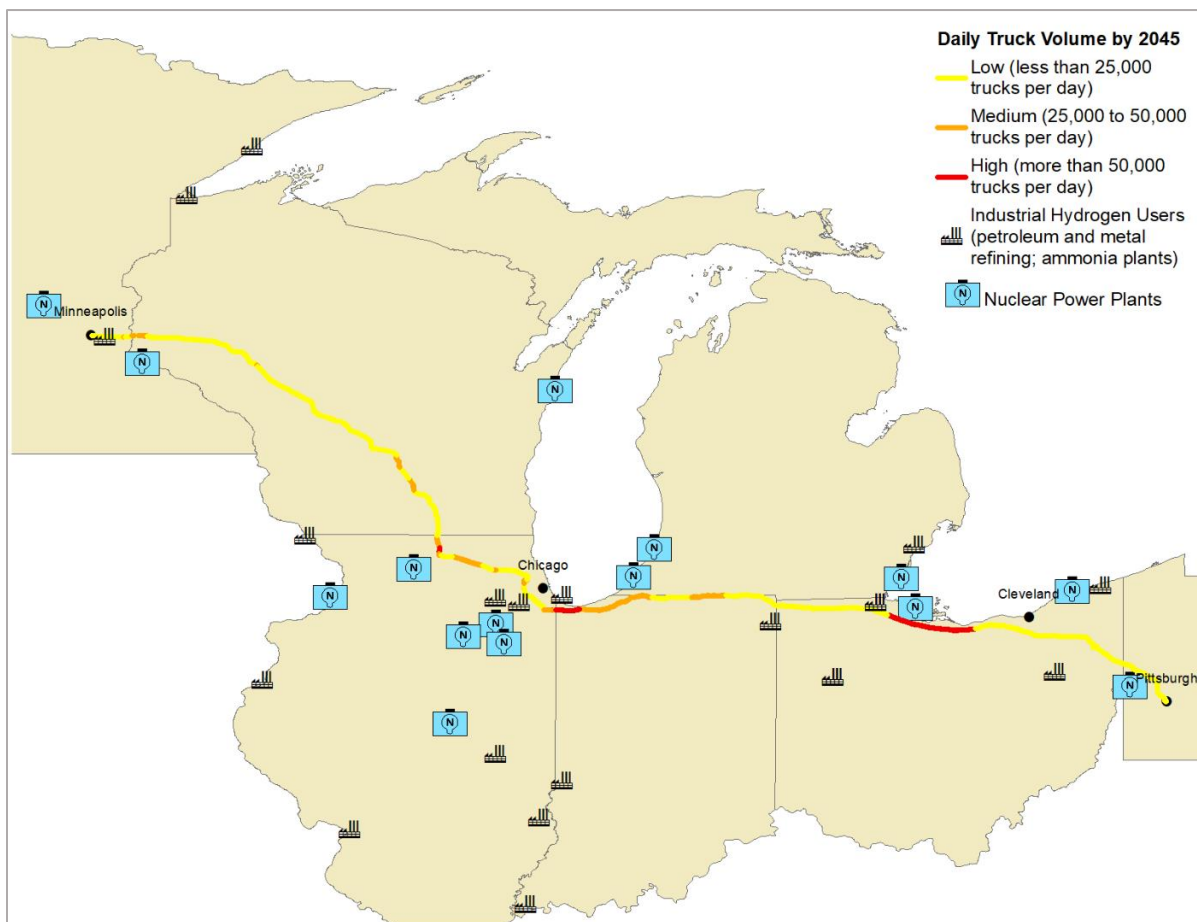 Daily Truck Volume by 2045
Low (less than 25,000
trucks per day)
Medium (25,000 to 50,000
trucks per day)
High (more than 50,000
trucks per day)
Industrial Hydrogen Users
(petroleum and metal
refining; ammonia plants)
N Nuclear Power Plants
N
Minneapolis
N
N
N
N
Chicago
N
N
N
N
N
N
N
N
Cleveland
N
N
Pittsburgh
N